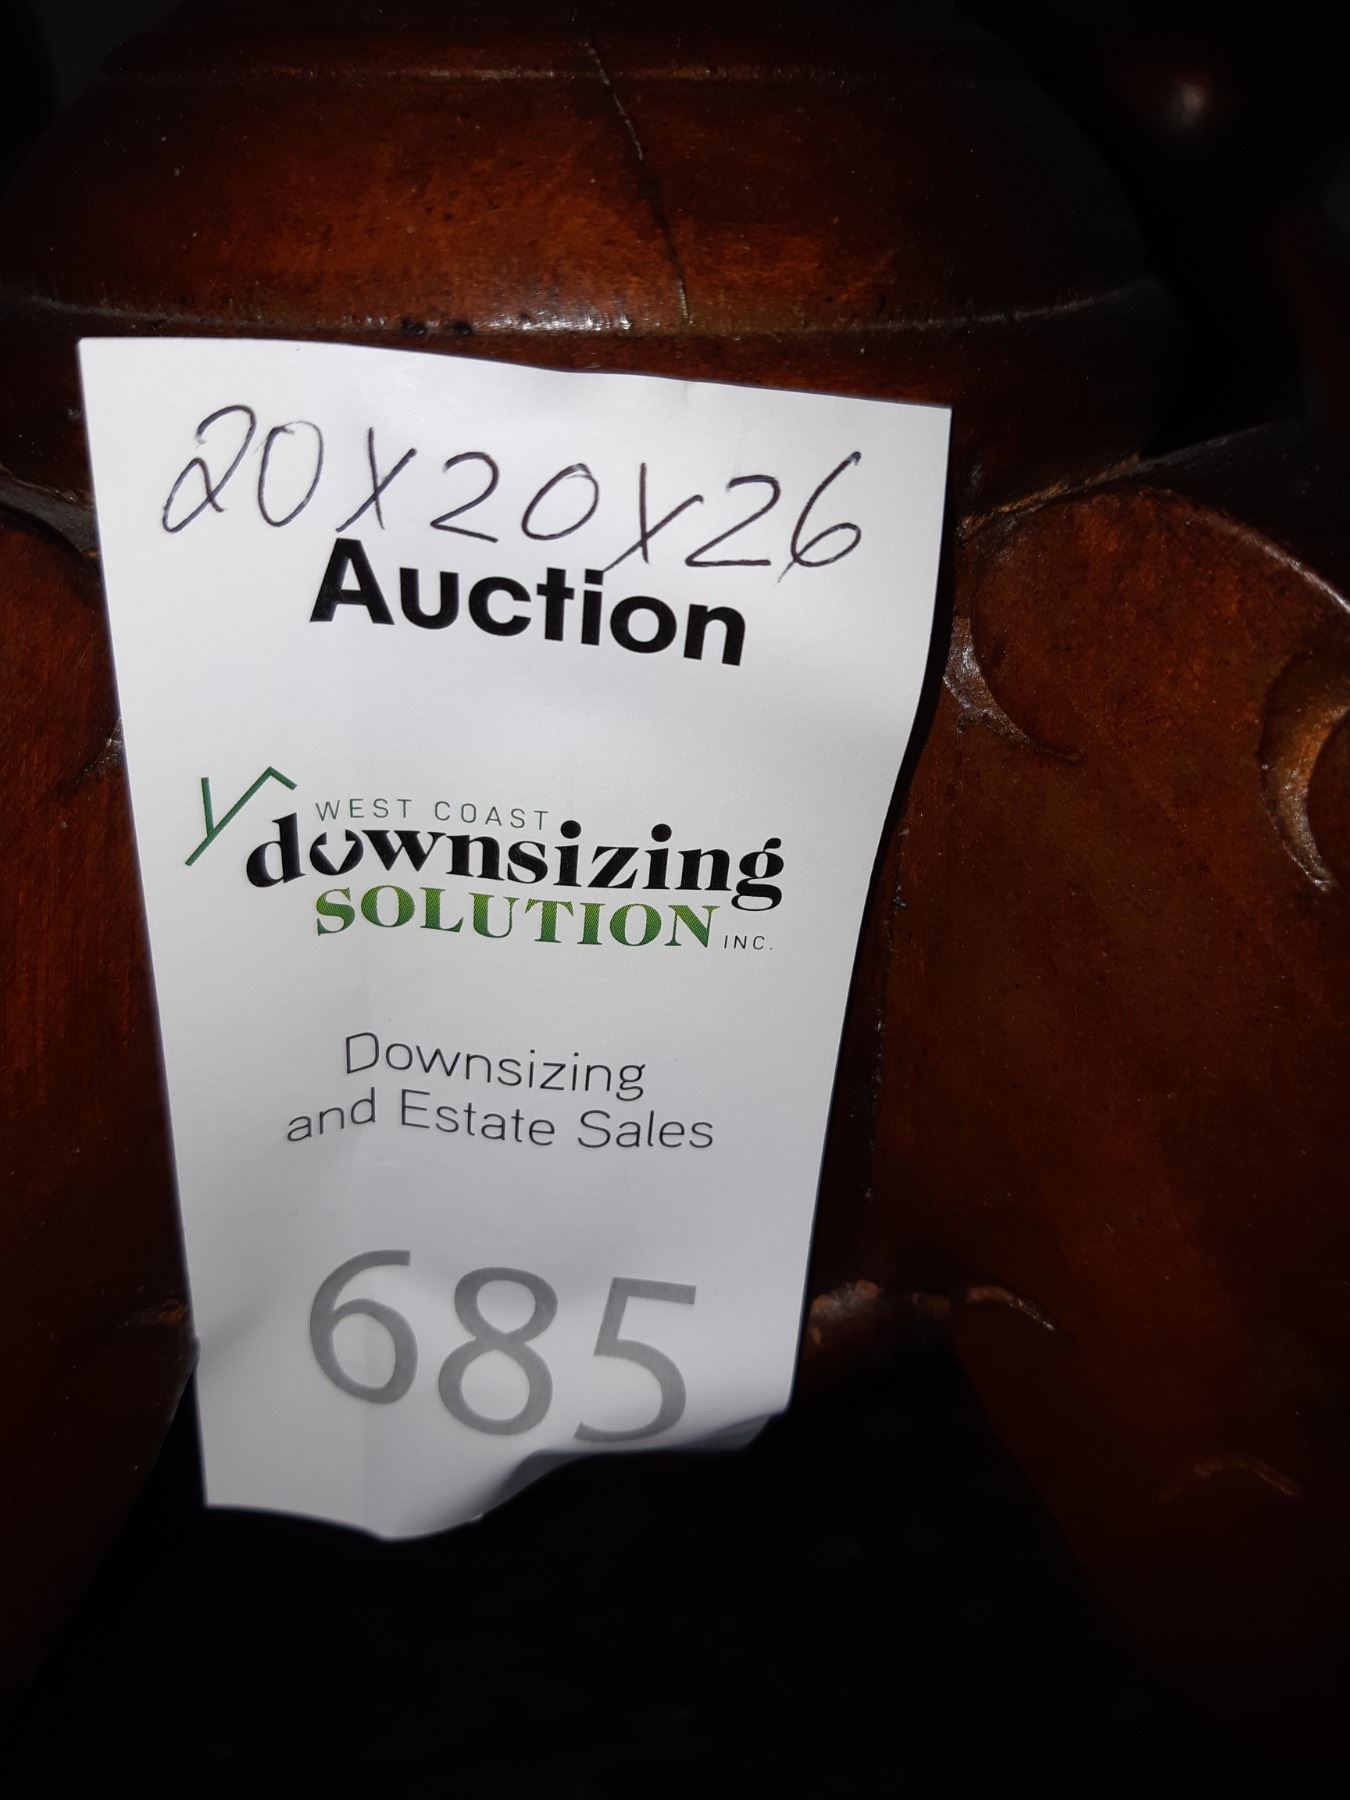 20x20x26
Auction
WEST COAST
downsizing
SOLUTION INC.
Downsizing
and Estate Sales
685